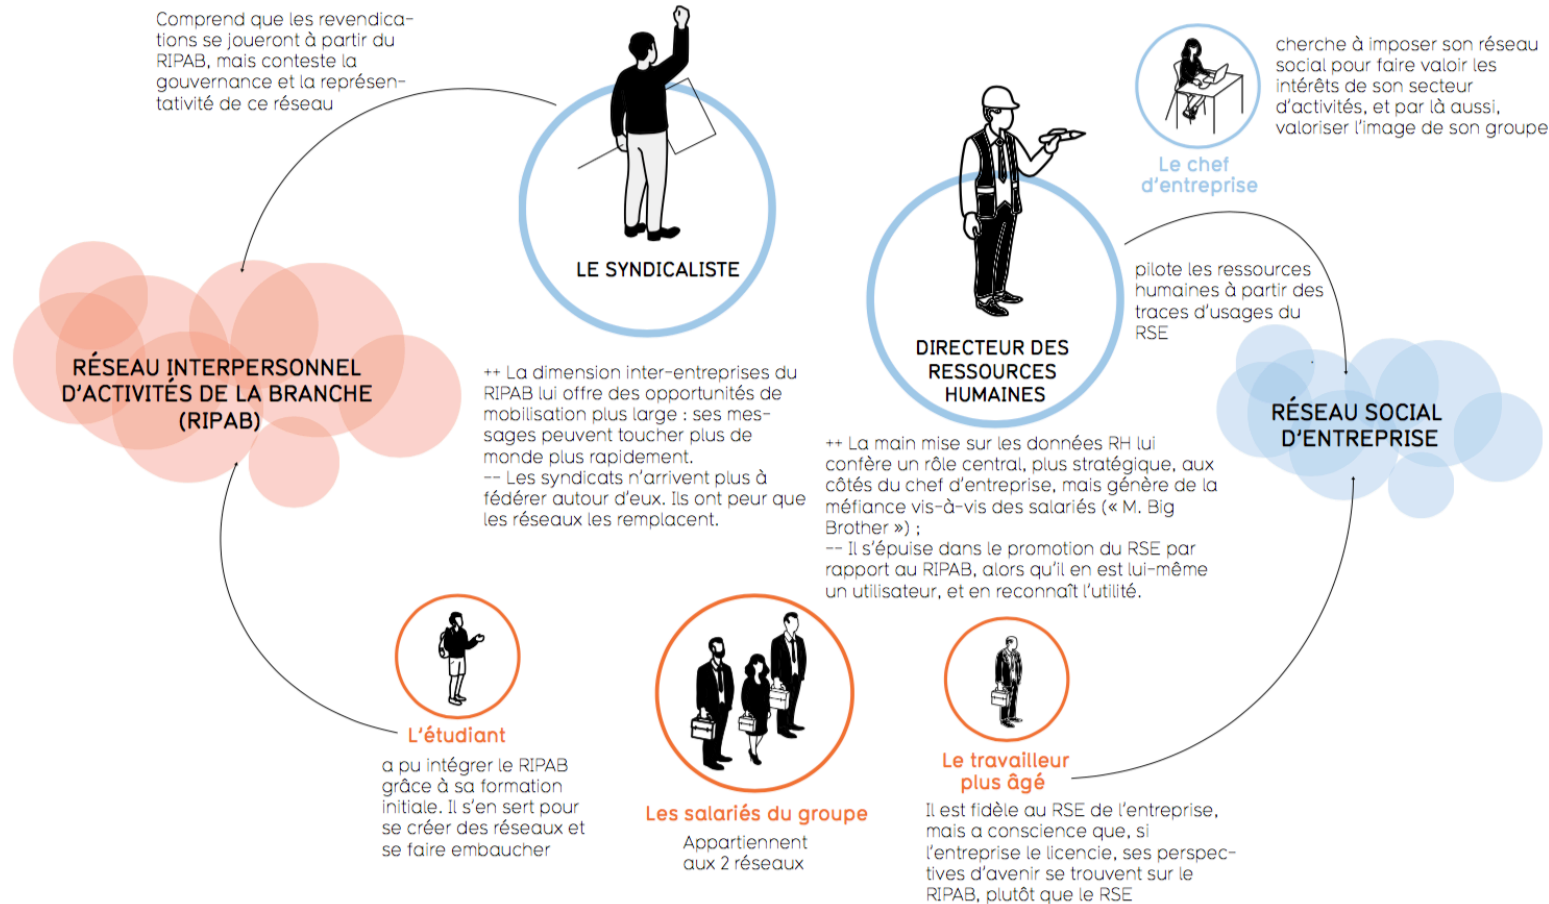 Comprend que les revendica-
tions se joueront à partir du
RIPAB, mais conteste la
gouvernance et la représen-
tativité de ce réseau
LE SYNDICALISTE
cherche à imposer son réseau
social pour faire valoir les
intérêts de son secteur
d'activités, et par là aussi,
valoriser l'image de son groupe
Le chef
d'entreprise
pilote les ressources
humaines à partir des
traces d'usages du
RSE
DIRECTEUR DES
RESSOURCES
HUMAINES
RÉSEAU INTERPERSONNEL
D'ACTIVITÉS DE LA BRANCHE
(RIPAB)
++ La dimension inter-entreprises du
RIPAB lui offre des opportunités de
mobilisation plus large : ses mes-
sages peuvent toucher plus de
monde plus rapidement.
-- Les syndicats n'arrivent plus à
fédérer autour d'eux. Ils ont peur que
les réseaux les remplacent.
RÉSEAU SOCIAL
D'ENTREPRISE
++ La main mise sur les données RH lui
confère un rôle central, plus stratégique, aux
côtés du chef d'entreprise, mais génère de la
méfiance vis-à-vis des salariés (« M. Big
Brother ») ;
-- Il s'épuise dans le promotion du RSE par
rapport au RIPAB, alors qu'il en est lui-même
un utilisateur, et en reconnaît l'utilité.
L'étudiant
a pu intégrer le RIPAB
grâce à sa formation
initiale. Il s'en sert pour
se créer des réseaux et
se faire embaucher
Les salariés du groupe
Appartiennent
aux 2 réseaux
Le travailleur
plus âgé
Il est fidèle au RSE de l'entreprise,
mais a conscience que, si
l'entreprise le licencie, ses perspec-
tives d'avenir se trouvent sur le
RIPAB, plutôt que le RSE